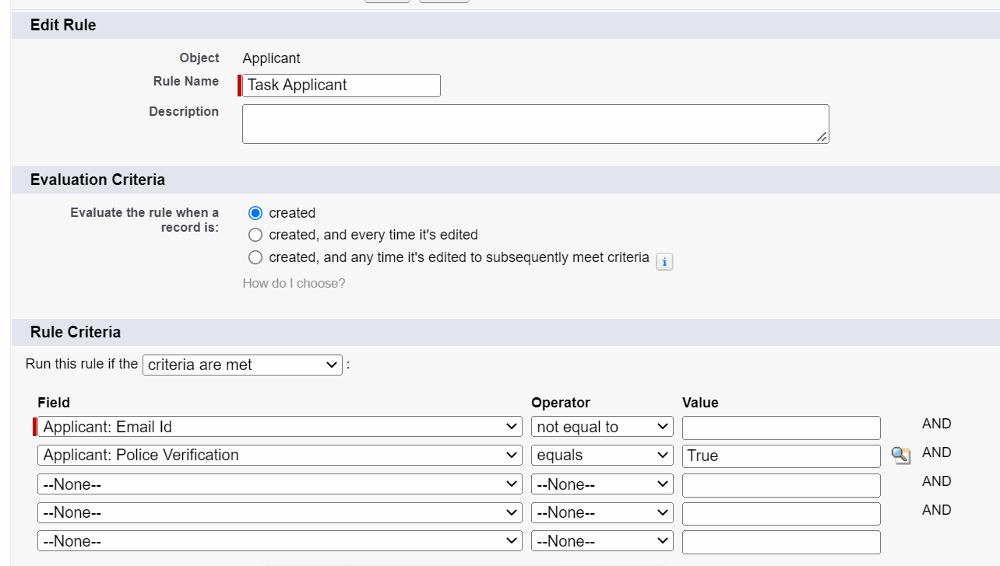 Edit Rule
Object Applicant
Rule Name Task Applicant
Description
Evaluation Criteria
Evaluate the rule when a record is:
created
created, and every time it's edited
created, and any time it's edited to subsequently meet criteria i
How do I choose?
Rule Criteria
Run this rule if the criteria are met :
Field Operator Value
Applicant: Email Id not equal to AND
Applicant: Police Verification equals True AND
--None-- --None-- AND
--None-- --None-- AND
--None-- --None--